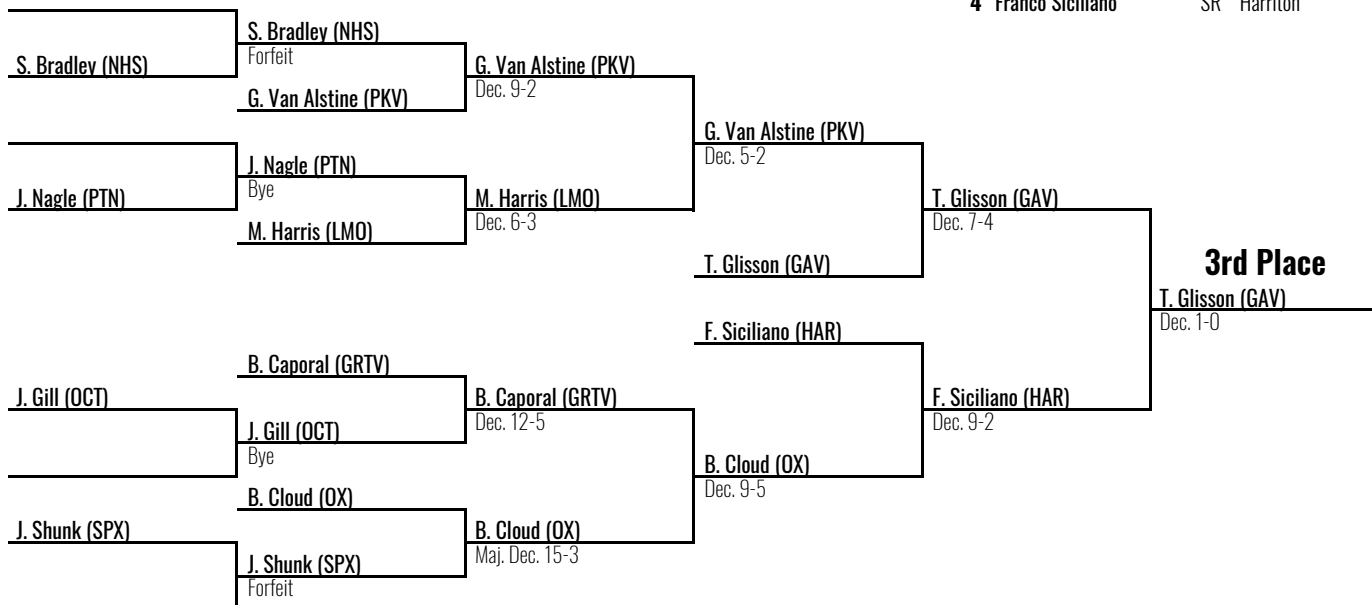 4 Franco Siciliano SR Harriton
S. Bradley (NHS)
S. Bradley (NHS)
Forfeit
G. Van Alstine (PKV)
G. Van Alstine (PKV)
Dec. 9-2
J. Nagle (PTN)
J. Nagle (PTN)
Bye
M. Harris (LMO)
M. Harris (LMO)
Dec. 6-3
G. Van Alstine (PKV)
Dec. 5-2
T. Glisson (GAV)
T. Glisson (GAV)
Dec. 7-4
3rd Place
T. Glisson (GAV)
Dec. 1-0
F. Siciliano (HAR)
F. Siciliano (HAR)
Dec. 9-2
B. Caporal (GRTV)
J. Gill (OCT)
J. Gill (OCT)
Bye
B. Caporal (GRTV)
Dec. 12-5
B. Cloud (OX)
Dec. 9-5
B. Cloud (OX)
J. Shunk (SPX)
J. Shunk (SPX)
Forfeit
B. Cloud (OX)
Maj. Dec. 15-3